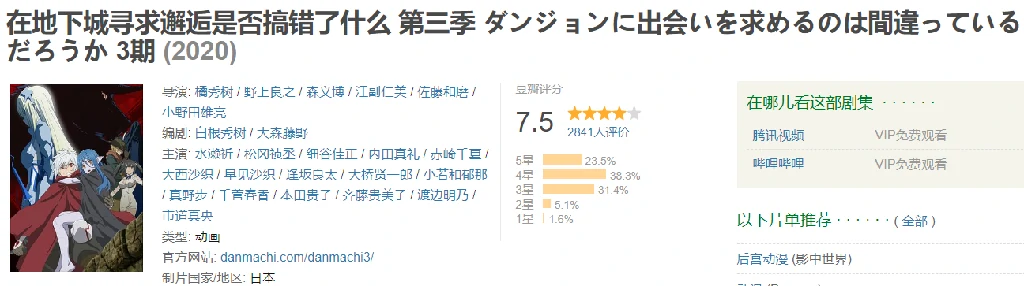 在地下城寻求邂逅是否搞错了什么 第三季 ダンジョンに出会いを求めるのは間違っている
だろうか 3期 (2020)
导演: 橘秀树 / 野上良之 / 森义博 / 江副仁美 / 佐藤和磨 /
小野田雄亮
编剧: 白根秀树 / 大森藤野
主演: 水濑祈 / 松冈祯丞 / 细谷佳正 / 内田真礼 / 赤崎千夏 /
大西沙织 / 早见沙织 / 逢坂良太 / 大桥贤一郎 / 小若和郁那
/ 真野步 / 千菅春香 / 本田贵子 / 齐藤贵美子 / 渡边明乃 /
市道真央
类型: 动画
官方网站: danmachi.com/danmachi3/
制片国家/地区: 日本
豆瓣评分
7.5
2841人评价
5星 23.5%
4星 38.3%
3星 31.4%
2星 5.1%
1星 1.6%
在哪儿看这部剧集 · · · · · ·
腾讯视频 VIP免费观看
哔哩哔哩 VIP免费观看
以下片单推荐 · · · · · · ( 全部 )
后宫动漫 (影中世界)